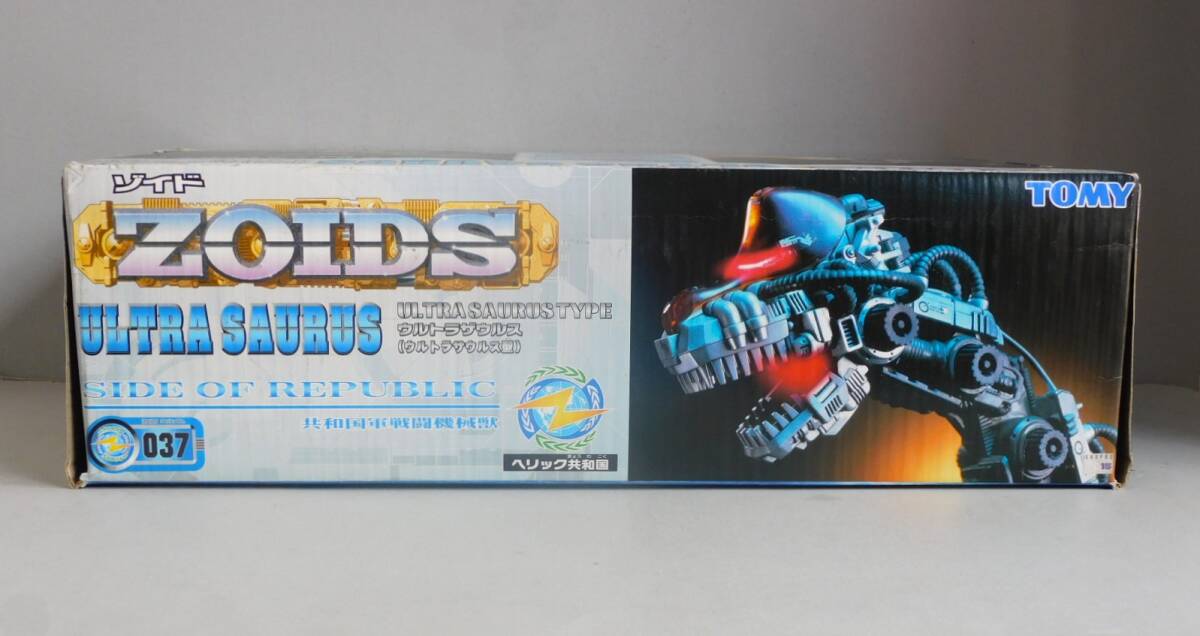 ゾイド
ZOIDS
ULTRA SAURUS
ULTRA SAURUS TYPE
ウルトラザウルス
(ウルトラサウルス型)
SIDE OF REPUBLIC
共和国軍戦闘機械獣
037
ヘリック共和国
TOMY